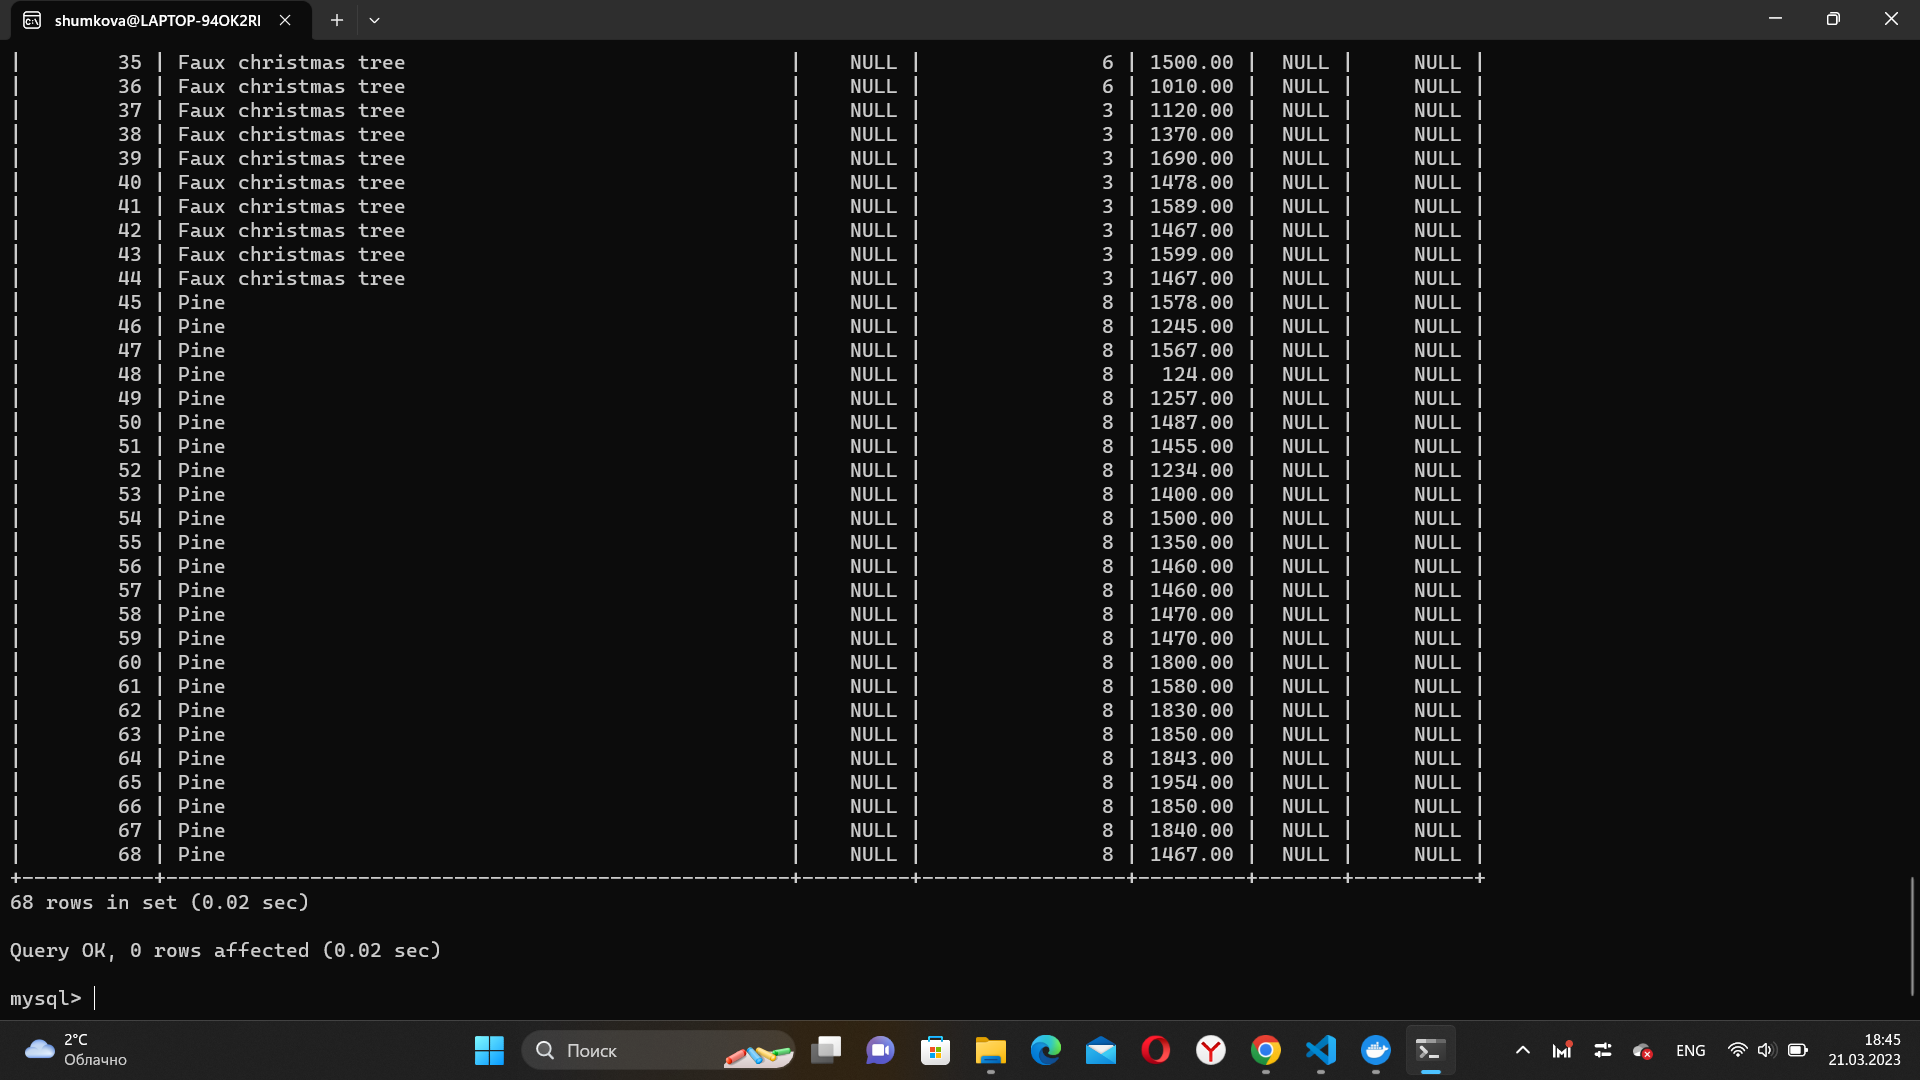 shumkova@LAPTOP-94OK2RI
|        35 | Faux christmas tree                                |    NULL |               6 | 1500.00 |  NULL |     NULL |
|        36 | Faux christmas tree                                |    NULL |               6 | 1010.00 |  NULL |     NULL |
|        37 | Faux christmas tree                                |    NULL |               3 | 1120.00 |  NULL |     NULL |
|        38 | Faux christmas tree                                |    NULL |               3 | 1370.00 |  NULL |     NULL |
|        39 | Faux christmas tree                                |    NULL |               3 | 1690.00 |  NULL |     NULL |
|        40 | Faux christmas tree                                |    NULL |               3 | 1478.00 |  NULL |     NULL |
|        41 | Faux christmas tree                                |    NULL |               3 | 1589.00 |  NULL |     NULL |
|        42 | Faux christmas tree                                |    NULL |               3 | 1467.00 |  NULL |     NULL |
|        43 | Faux christmas tree                                |    NULL |               3 | 1599.00 |  NULL |     NULL |
|        44 | Faux christmas tree                                |    NULL |               3 | 1467.00 |  NULL |     NULL |
|        45 | Pine                                               |    NULL |               8 | 1578.00 |  NULL |     NULL |
|        46 | Pine                                               |    NULL |               8 | 1245.00 |  NULL |     NULL |
|        47 | Pine                                               |    NULL |               8 | 1567.00 |  NULL |     NULL |
|        48 | Pine                                               |    NULL |               8 |  124.00 |  NULL |     NULL |
|        49 | Pine                                               |    NULL |               8 | 1257.00 |  NULL |     NULL |
|        50 | Pine                                               |    NULL |               8 | 1487.00 |  NULL |     NULL |
|        51 | Pine                                               |    NULL |               8 | 1455.00 |  NULL |     NULL |
|        52 | Pine                                               |    NULL |               8 | 1234.00 |  NULL |     NULL |
|        53 | Pine                                               |    NULL |               8 | 1400.00 |  NULL |     NULL |
|        54 | Pine                                               |    NULL |               8 | 1500.00 |  NULL |     NULL |
|        55 | Pine                                               |    NULL |               8 | 1350.00 |  NULL |     NULL |
|        56 | Pine                                               |    NULL |               8 | 1460.00 |  NULL |     NULL |
|        57 | Pine                                               |    NULL |               8 | 1460.00 |  NULL |     NULL |
|        58 | Pine                                               |    NULL |               8 | 1470.00 |  NULL |     NULL |
|        59 | Pine                                               |    NULL |               8 | 1470.00 |  NULL |     NULL |
|        60 | Pine                                               |    NULL |               8 | 1800.00 |  NULL |     NULL |
|        61 | Pine                                               |    NULL |               8 | 1580.00 |  NULL |     NULL |
|        62 | Pine                                               |    NULL |               8 | 1830.00 |  NULL |     NULL |
|        63 | Pine                                               |    NULL |               8 | 1850.00 |  NULL |     NULL |
|        64 | Pine                                               |    NULL |               8 | 1843.00 |  NULL |     NULL |
|        65 | Pine                                               |    NULL |               8 | 1954.00 |  NULL |     NULL |
|        66 | Pine                                               |    NULL |               8 | 1850.00 |  NULL |     NULL |
|        67 | Pine                                               |    NULL |               8 | 1840.00 |  NULL |     NULL |
|        68 | Pine                                               |    NULL |               8 | 1467.00 |  NULL |     NULL |
+-----------+----------------------------------------------------+---------+-----------------+---------+-------+----------+
68 rows in set (0.02 sec)
Query OK, 0 rows affected (0.02 sec)
mysql>
2°C
Облачно
Поиск
ENG
18:45
21.03.2023